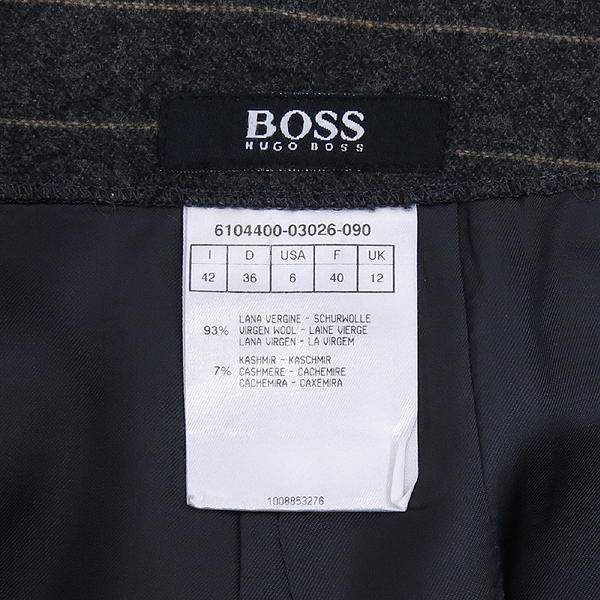 BOSS
HUGO BOSS
6104400-03026-090
I D USA F UK
42 36 6 40 12
LANA VERGINE - SCHURWOLLE
93% VIRGEN WOOL - LAINE VIERGE
LANA VIRGEN - LA VIRGEM
KASHMIR - KASCHMIR
7% CASHMERE - CACHEMIRE
CACHEMIRA - CAXEMIRA
1008853276